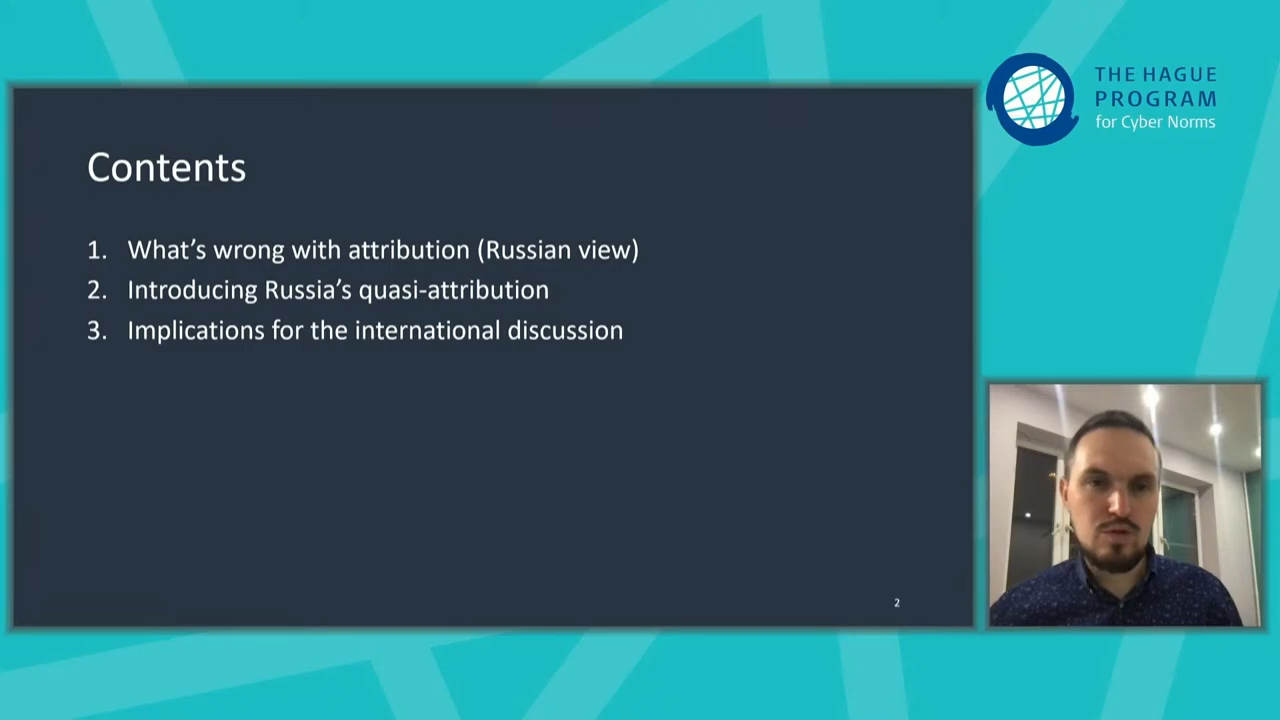 THE HAGUE
PROGRAM
for Cyber Norms
Contents
1. What's wrong with attribution (Russian view)
2. Introducing Russia's quasi-attribution
3. Implications for the international discussion
2